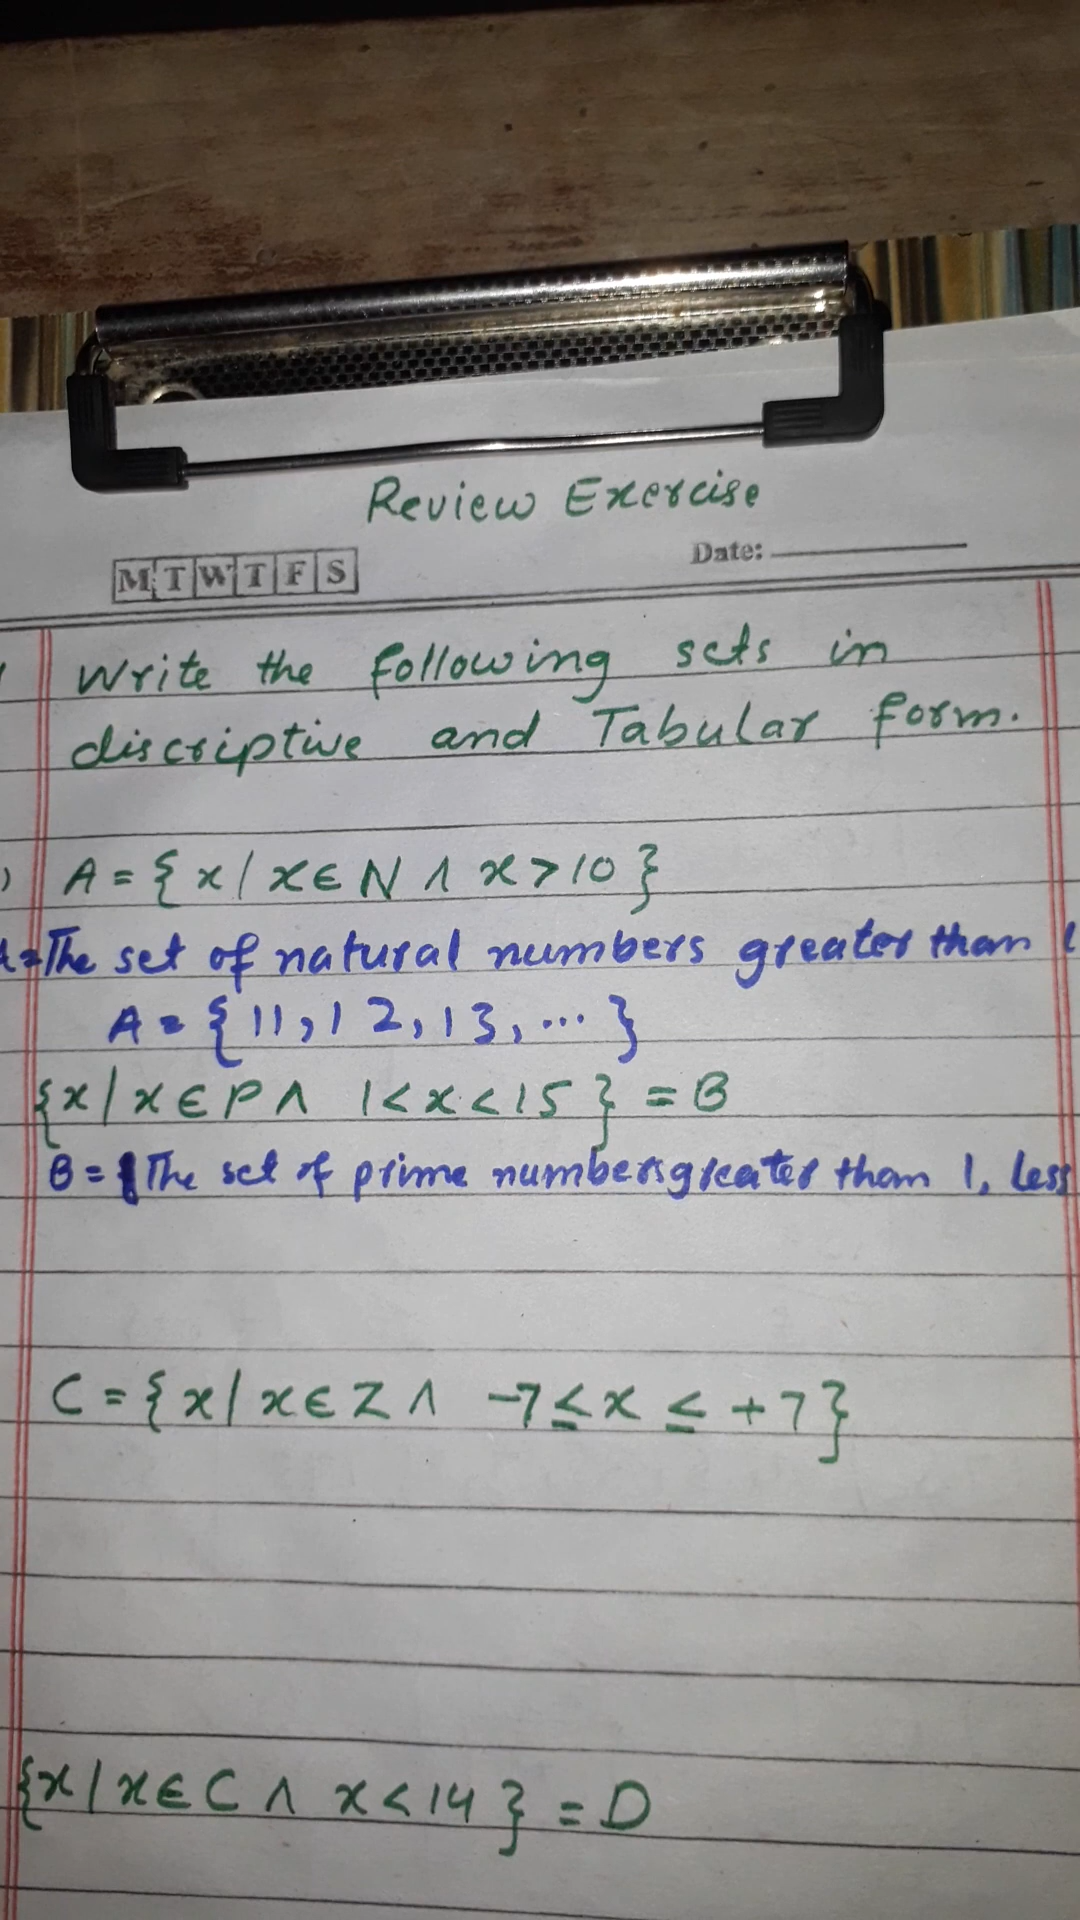 Review Exercise
M T W T F S
Date:
Write the following sets in
discriptive and Tabular form.
) A = { x / x ∈ N ∧ x > 10 }
A = The set of natural numbers greater than
A = { 11, 12, 13, ... }
{ x / x ∈ P ∧ 1 < x < 15 } = B
B = The set of prime numbers greater than 1, less
C = { x / x ∈ Z ∧ -7 ≤ x ≤ +7 }
{ x / x ∈ C ∧ x < 14 } = D